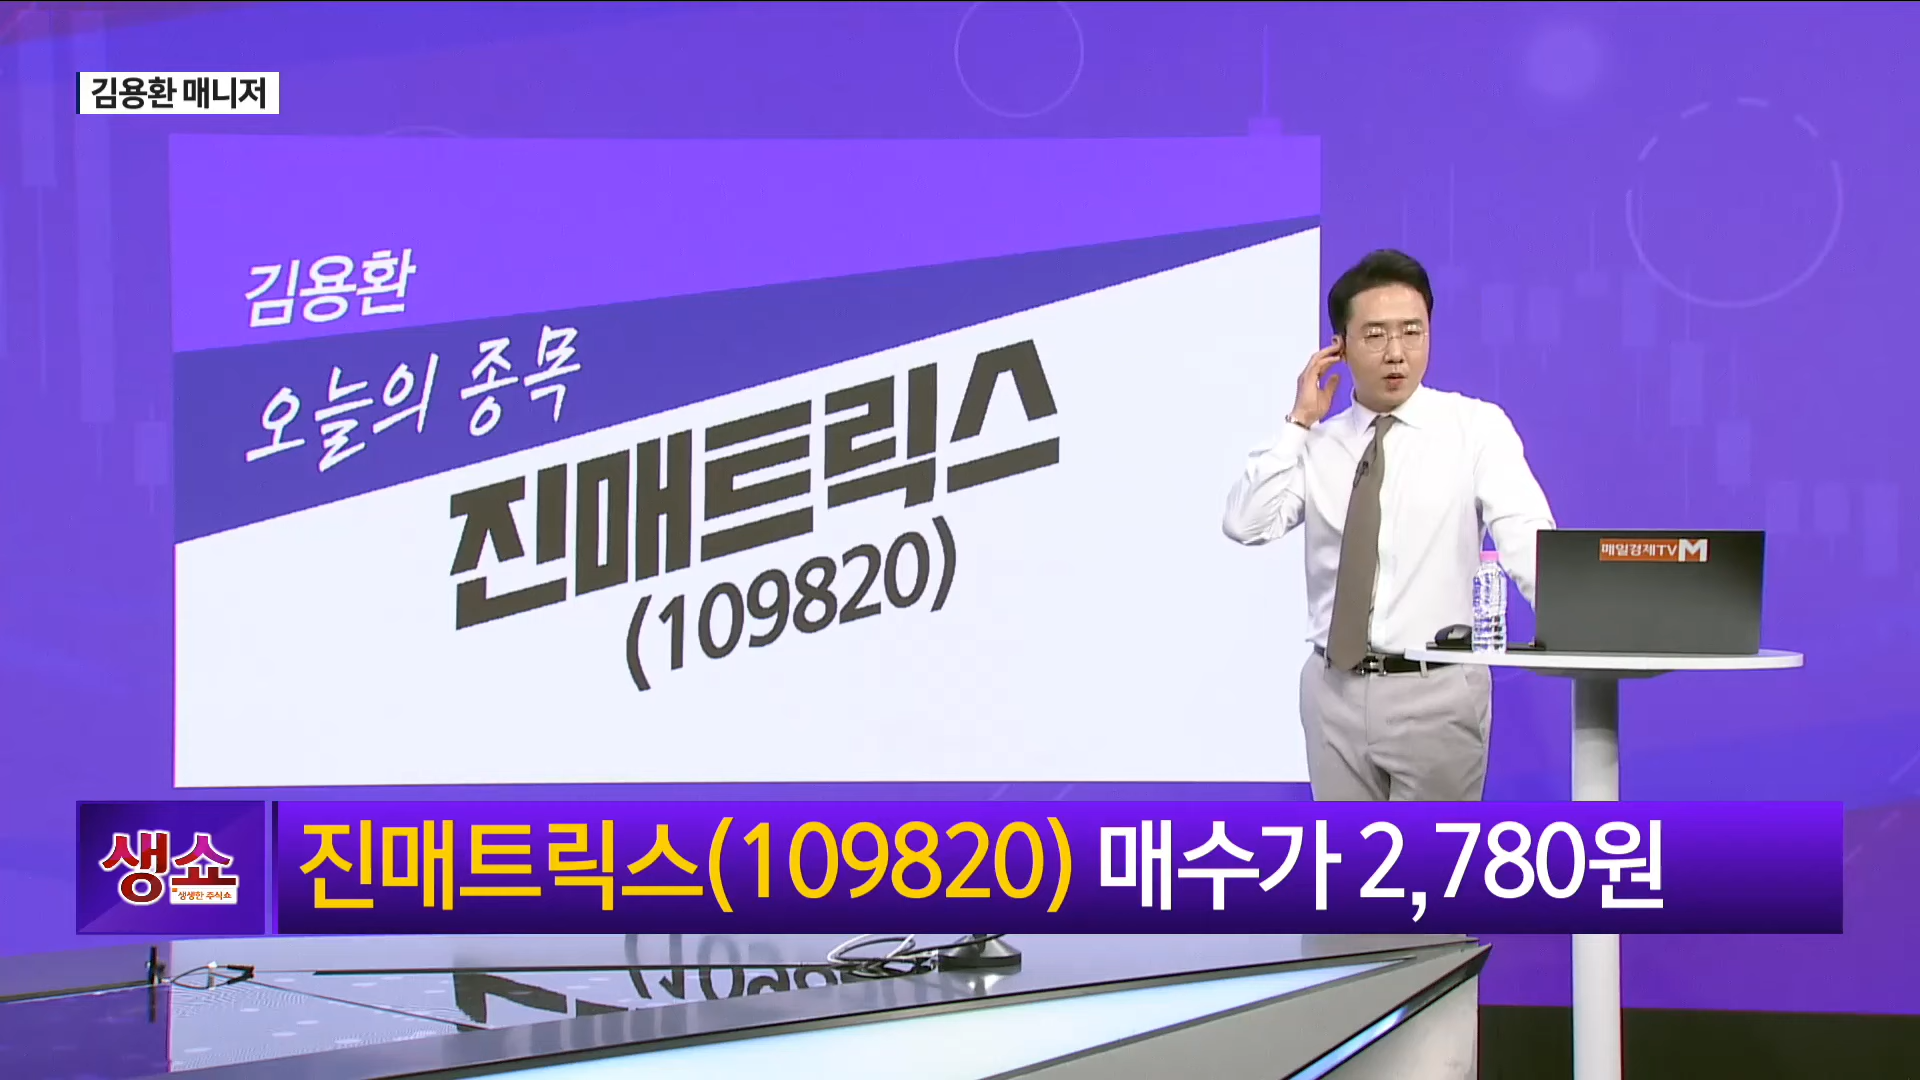 김용환 매니저
김용환
오늘의 종목
진매트릭스
(109820)
매일경제TV M
생쇼
생생한 주식쇼
진매트릭스(109820) 매수가 2,780원